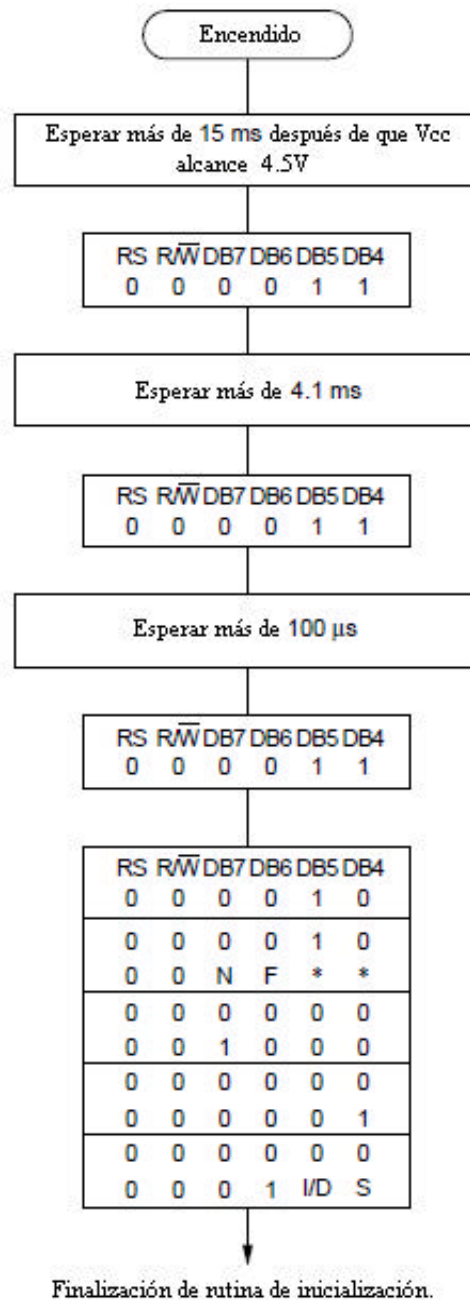 Encendido
Esperar más de 15 ms después de que Vcc
alcance 4.5V
RS R/W̅ DB7 DB6 DB5 DB4
0 0 0 0 1 1
Esperar más de 4.1 ms
RS R/W̅ DB7 DB6 DB5 DB4
0 0 0 0 1 1
Esperar más de 100 µs
RS R/W̅ DB7 DB6 DB5 DB4
0 0 0 0 1 1
RS R/W̅ DB7 DB6 DB5 DB4
0 0 0 0 1 0
0 0 0 0 1 0
0 0 N F * *
0 0 0 0 0 0
0 0 1 0 0 0
0 0 0 0 0 0
0 0 0 0 0 1
0 0 0 0 0 0
0 0 0 1 I/D S
Finalización de rutina de inicialización.